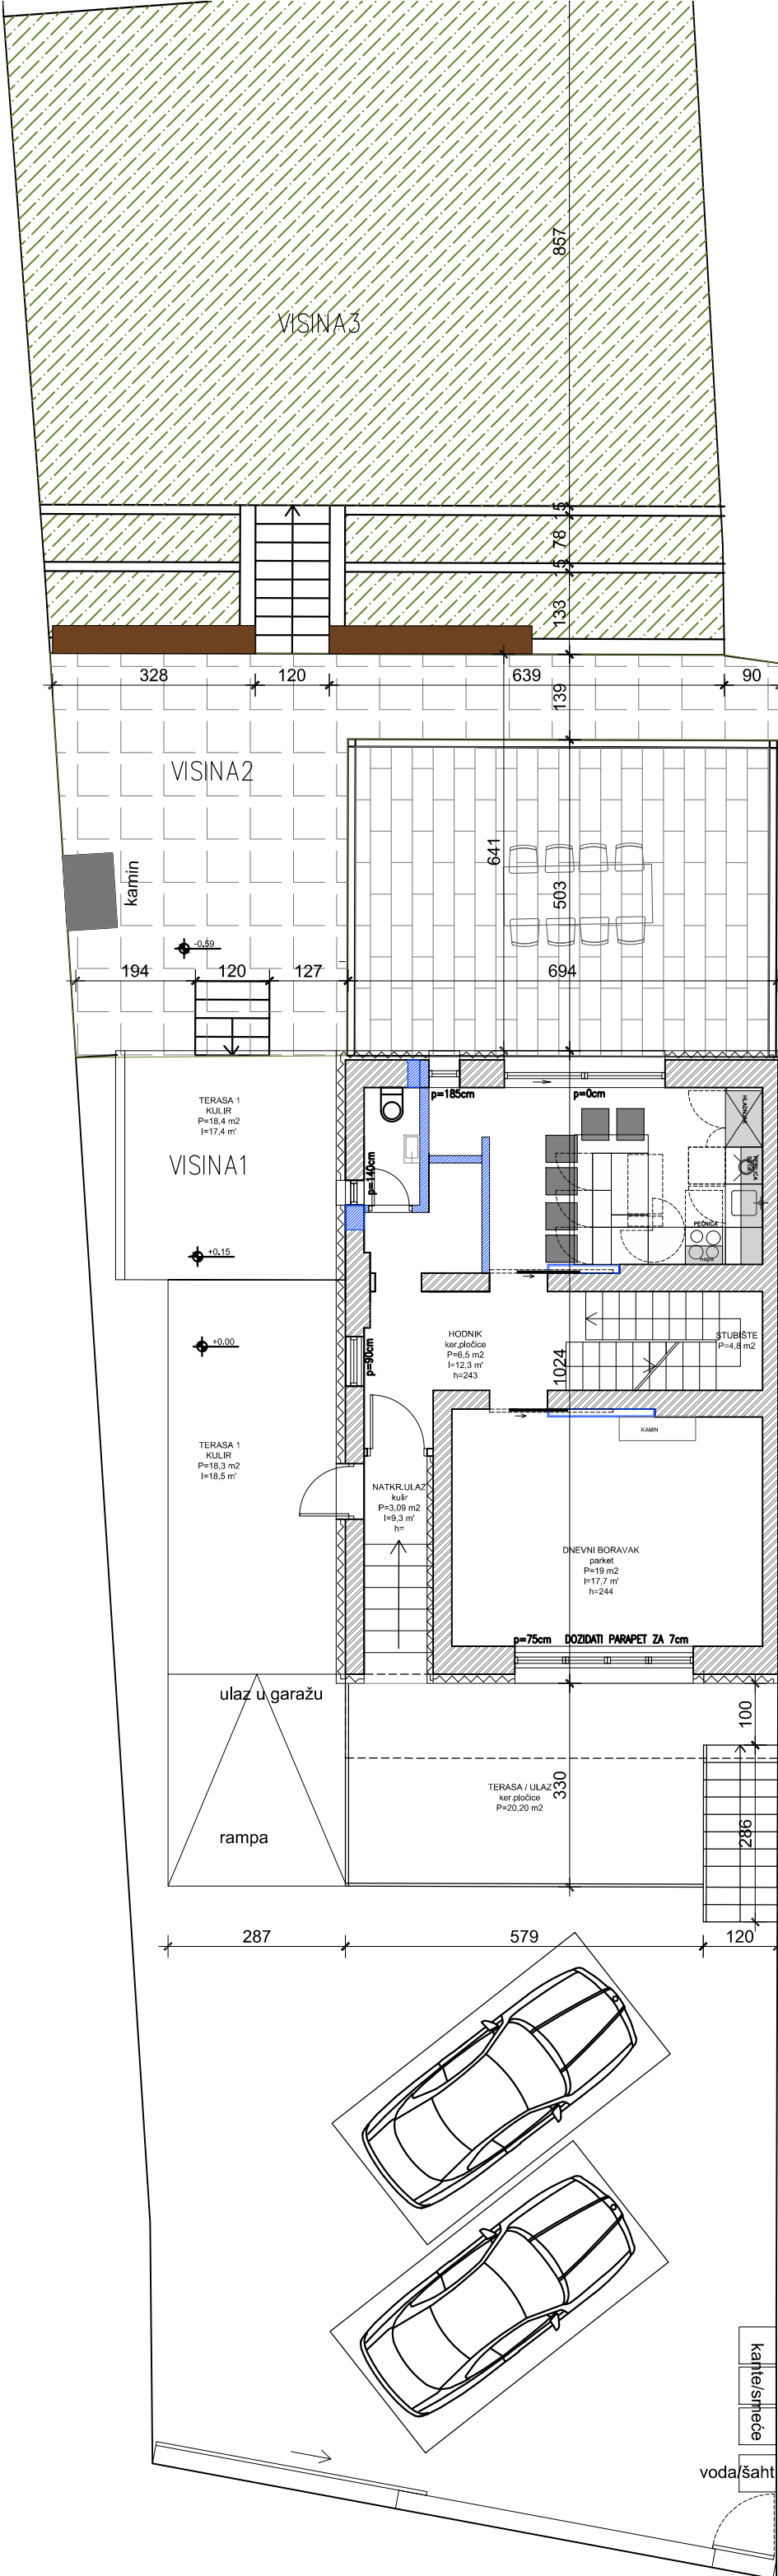 857
VISINA3
15
78
15
133
328
120
639
90
139
VISINA2
641
503
kamin
-0.59
194
120
127
694
TERASA 1
KULIR
P=18,4 m2
l=17,4 m'
VISINA1
p=185cm
p=0cm
p=140cm
HLADNJAK
PEĆNICA
napa
+0.15
+0.00
p=90cm
HODNIK
ker.pločice
P=6,5 m2
l=12,3 m'
h=243
STUBIŠTE
P=4,8 m2
1024
KAMIN
TERASA 1
KULIR
P=18,3 m2
l=18,5 m'
NATKR.ULAZ
kulir
P=3,09 m2
l=9,3 m'
h=
DNEVNI BORAVAK
parket
P=19 m2
l=17,7 m'
h=244
p=75cm DOZIDATI PARAPET ZA 7cm
ulaz u garažu
100
TERASA / ULAZ
ker.pločice
P=20,20 m2
330
286
rampa
287
579
120
kante/smeće
voda/šaht